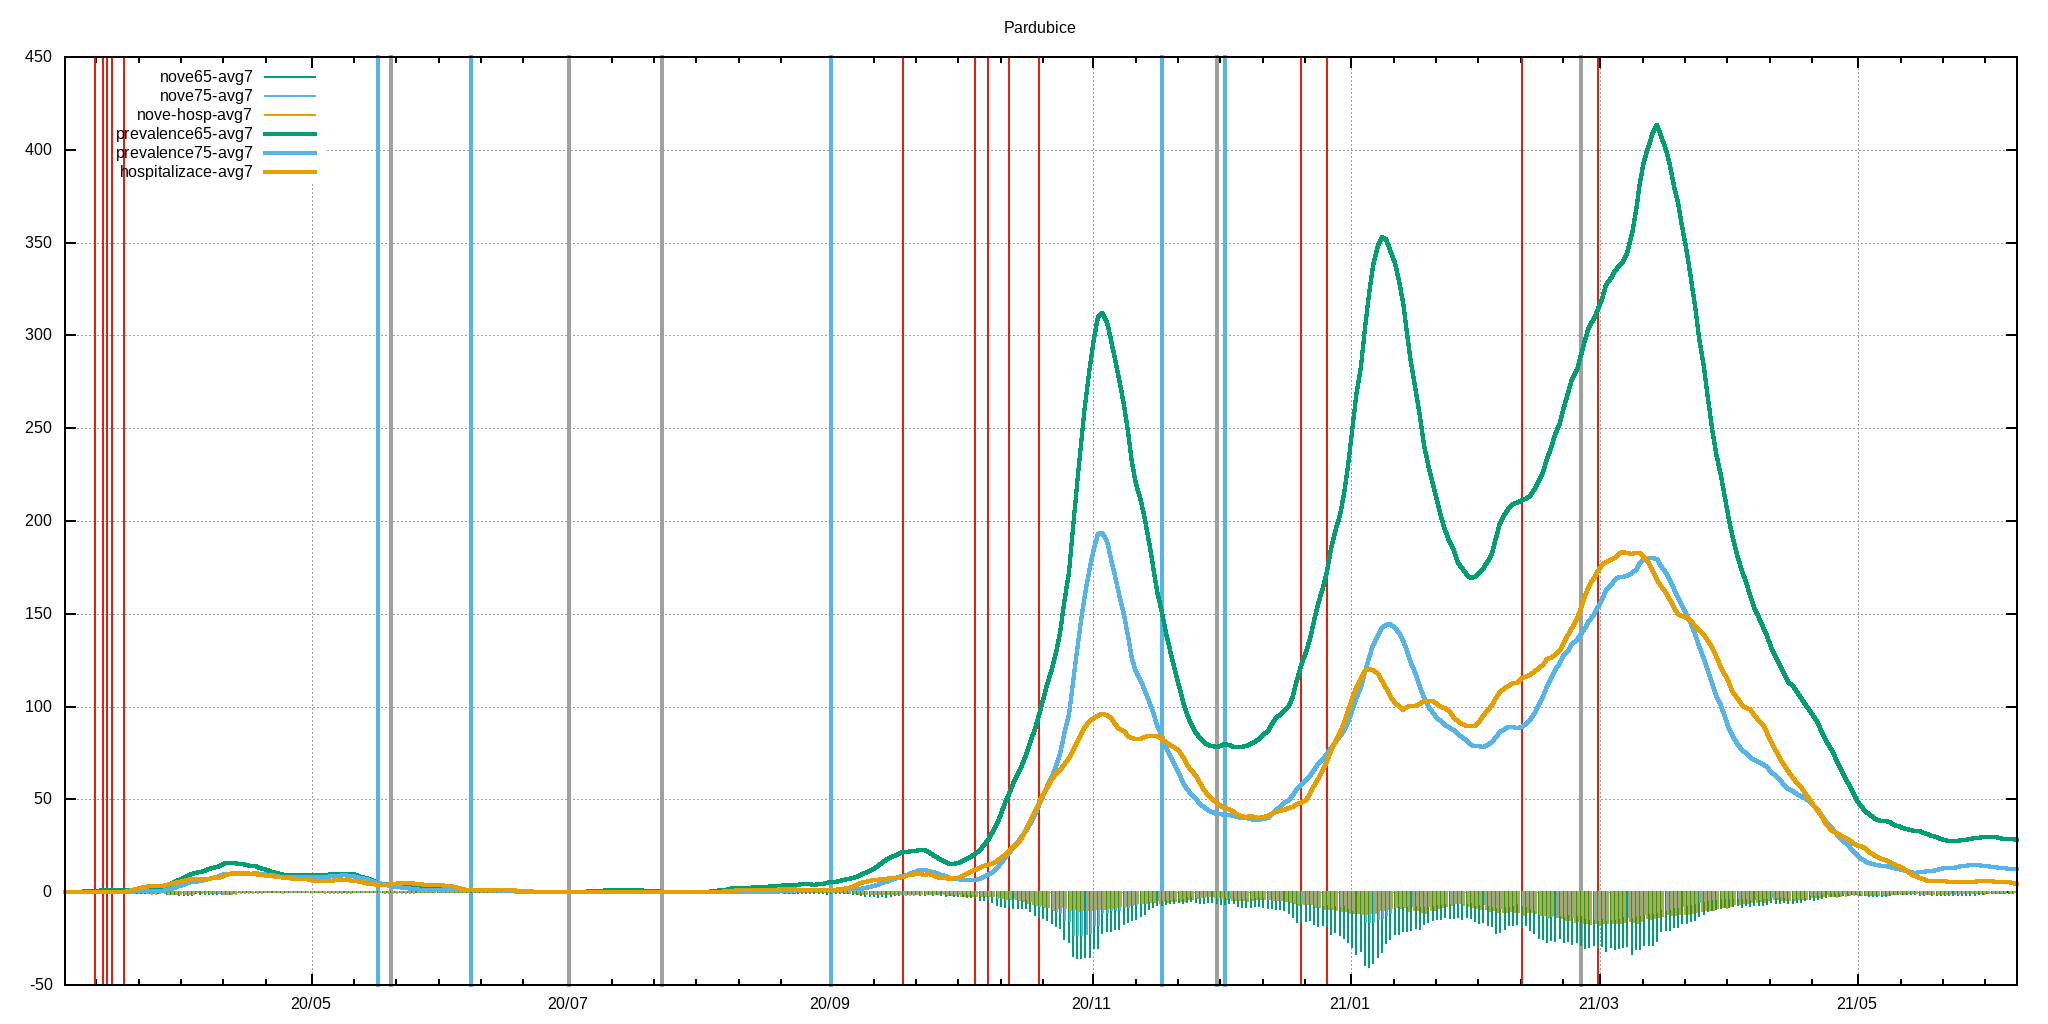 Pardubice
450
400
350
300
250
200
150
100
50
0
-50
nove65-avg7
nove75-avg7
nove-hosp-avg7
prevalence65-avg7
prevalence75-avg7
hospitalizace-avg7
20/05 20/07 20/09 20/11 21/01 21/03 21/05